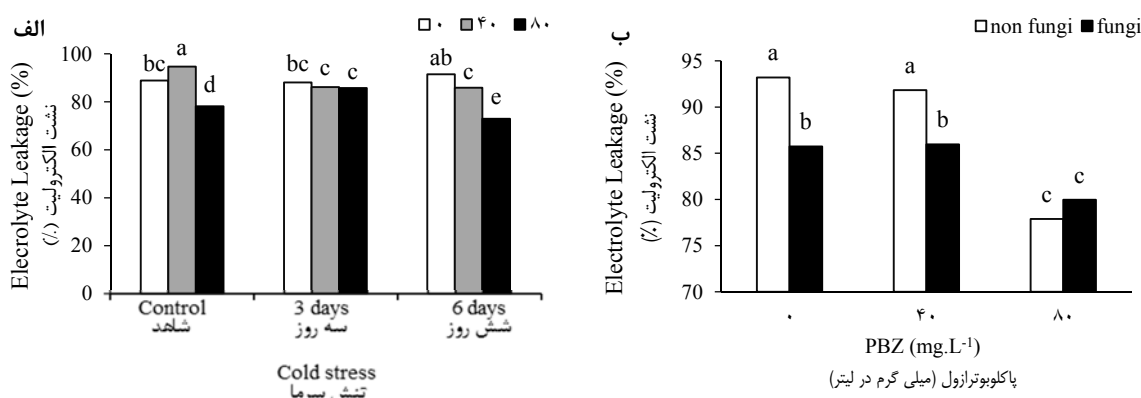 الف
۰ ۴۰ ۸۰
Elecrolyte Leakage (%)
نشت الکترولیت (٪)
100
80
60
40
20
0
bc a d
bc c c
ab c e
Control 3 days 6 days
شاهد سه روز شش روز
Cold stress
تنش سرما
ب
non fungi fungi
Electrolyte Leakage (%)
نشت الکترولیت (٪)
95
90
85
80
75
70
a b
a b
c c
۰ ۴۰ ۸۰
PBZ (mg.L-1)
پاکلوبوترازول (میلی گرم در لیتر)